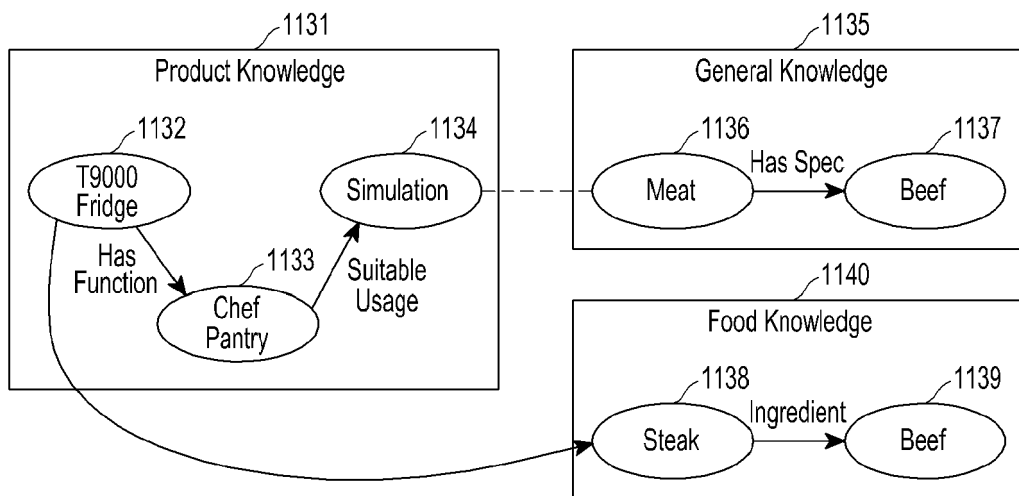 1131
Product Knowledge
1132
T9000
Fridge
1134
Simulation
Has
Function
1133
Chef
Pantry
Suitable
Usage
1135
General Knowledge
1136
Meat
Has Spec
1137
Beef
1140
Food Knowledge
1138
Steak
Ingredient
1139
Beef